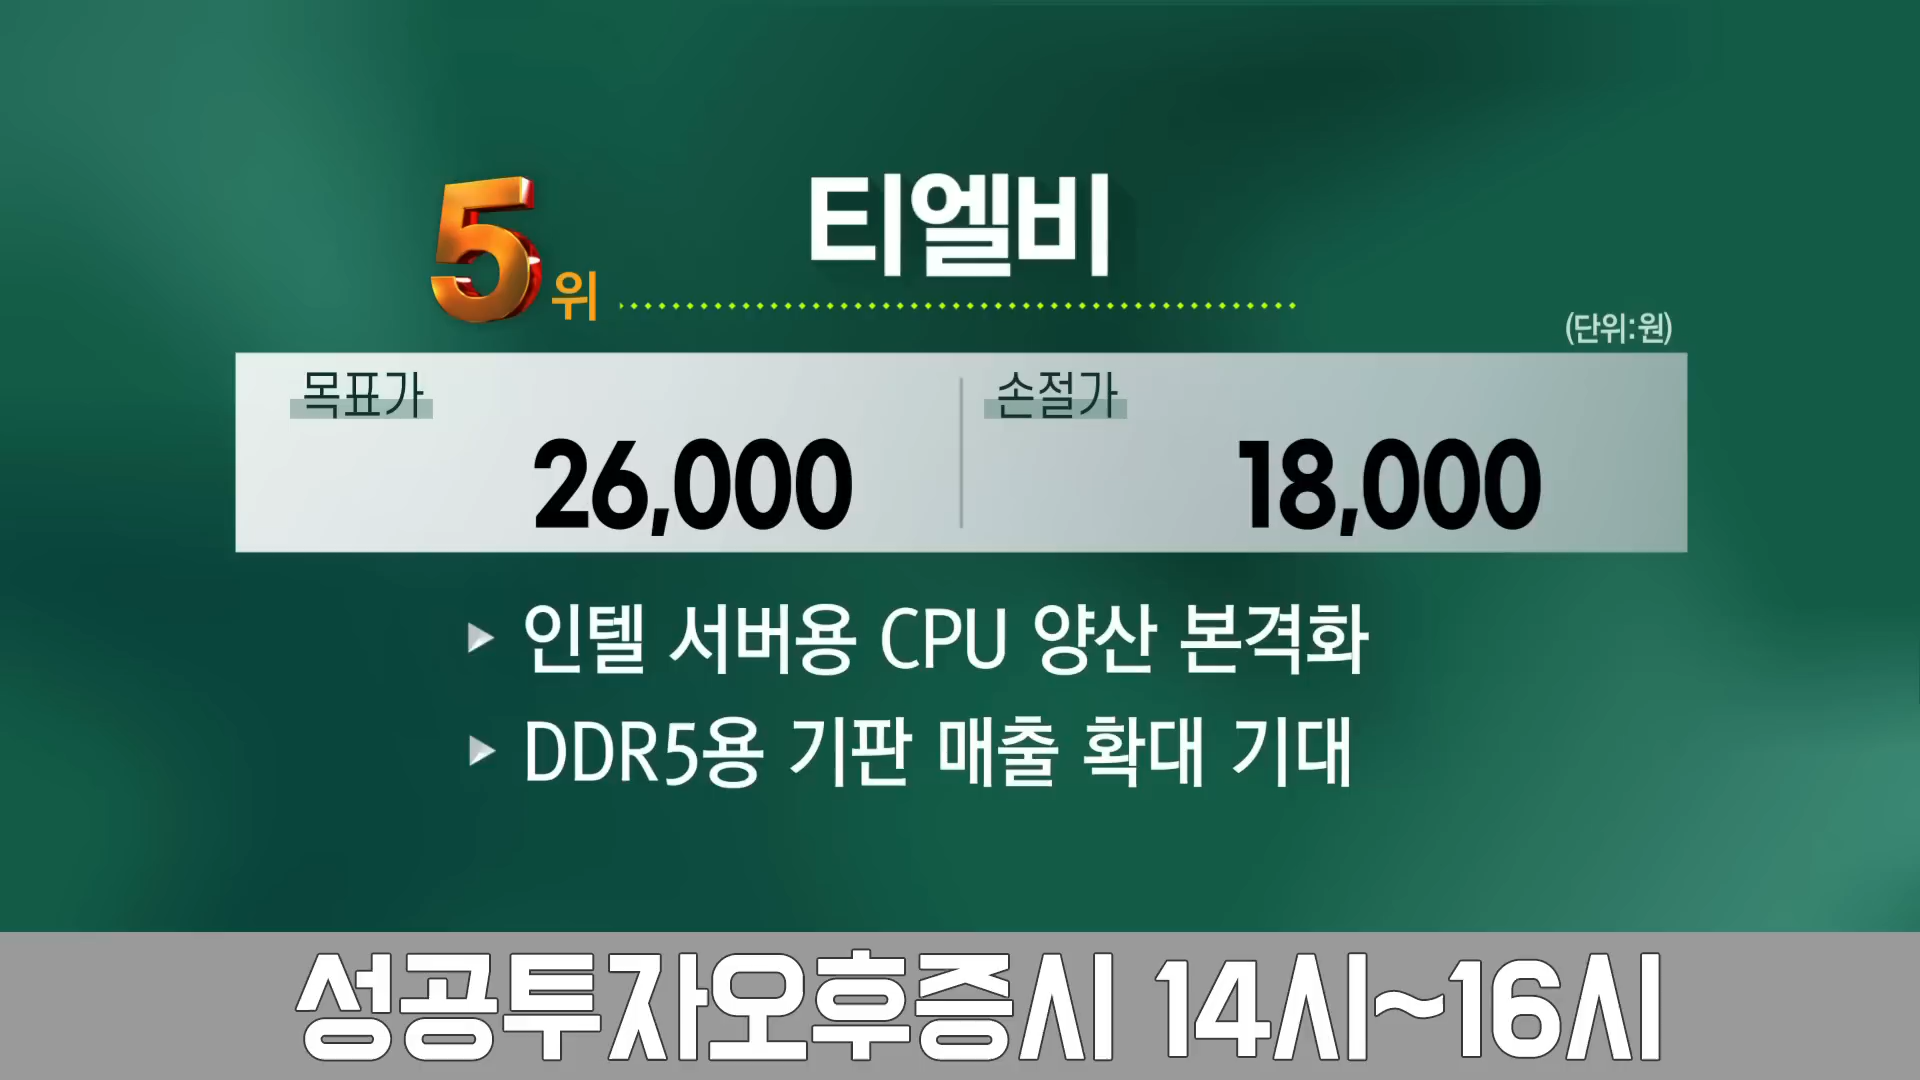 5위 티엘비
(단위:원)
목표가 손절가
26,000 18,000
인텔 서버용 CPU 양산 본격화
DDR5용 기판 매출 확대 기대
성공투자오후증시 14시~16시